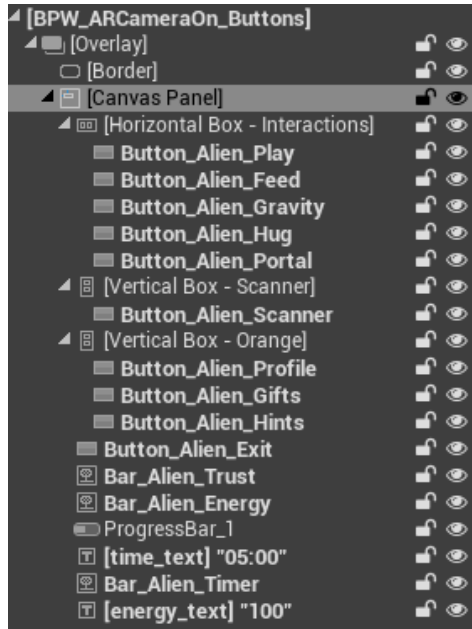 [BPW_ARCameraOn_Buttons]
[Overlay]
[Border]
[Canvas Panel]
[Horizontal Box - Interactions]
Button_Alien_Play
Button_Alien_Feed
Button_Alien_Gravity
Button_Alien_Hug
Button_Alien_Portal
[Vertical Box - Scanner]
Button_Alien_Scanner
[Vertical Box - Orange]
Button_Alien_Profile
Button_Alien_Gifts
Button_Alien_Hints
Button_Alien_Exit
Bar_Alien_Trust
Bar_Alien_Energy
ProgressBar_1
[time_text] "05:00"
Bar_Alien_Timer
[energy_text] "100"